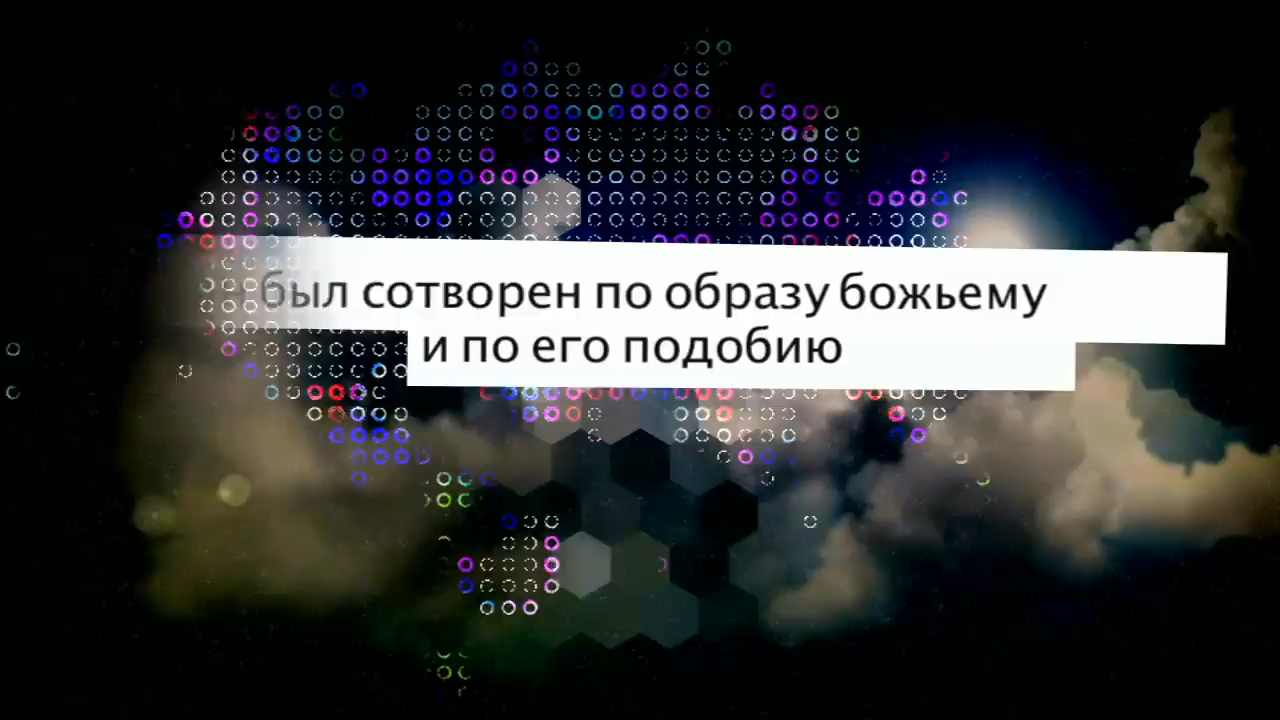 был сотворен по образу божьему
и по его подобию